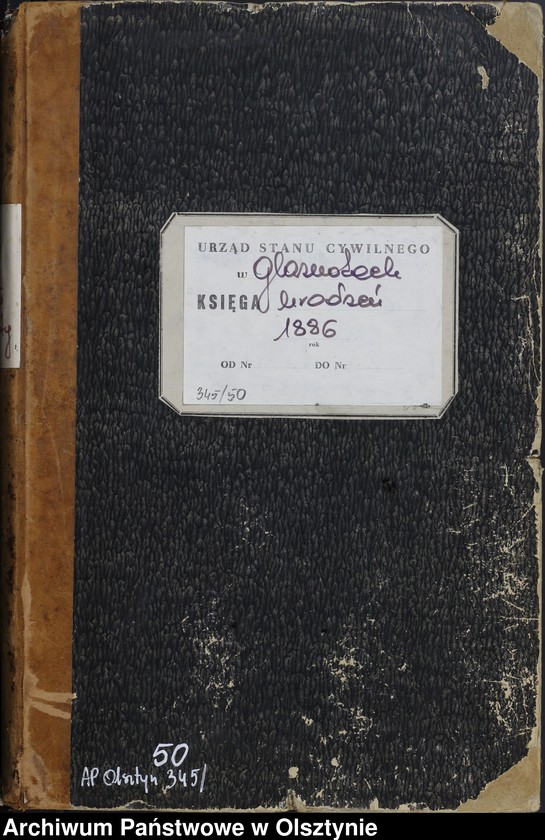 URZĄD STANU CYWILNEGO
w Glaznotach
KSIĘGA urodzeń
1886
rok
OD Nr DO Nr
345/50
50
AP Olsztyn 345/
Archiwum Państwowe w Olsztynie